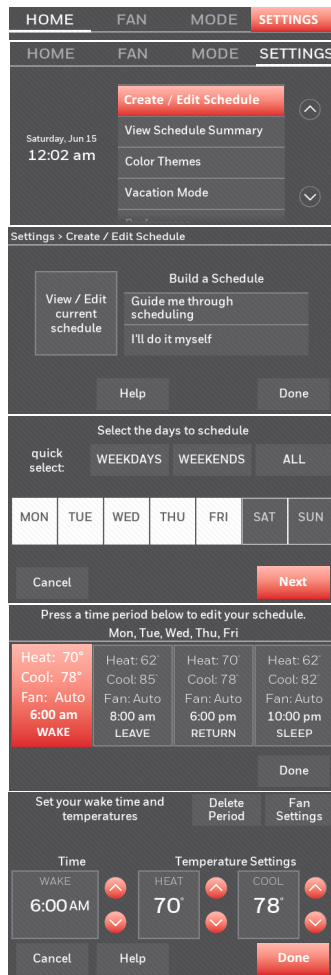 HOME FAN MODE SETTINGS
HOME FAN MODE SETTINGS
Create / Edit Schedule
View Schedule Summary
Saturday, Jun 15
12:02 am
Color Themes
Vacation Mode
Settings > Create / Edit Schedule
Build a Schedule
View / Edit
current
schedule
Guide me through
scheduling
I'll do it myself
Help Done
Select the days to schedule
quick
select:
WEEKDAYS WEEKENDS ALL
MON TUE WED THU FRI SAT SUN
Cancel Next
Press a time period below to edit your schedule.
Mon, Tue, Wed, Thu, Fri
Heat: 70° Heat: 62° Heat: 70° Heat: 62°
Cool: 78° Cool: 85° Cool: 78° Cool: 82°
Fan: Auto Fan: Auto Fan: Auto Fan: Auto
6:00 am 8:00 am 6:00 pm 10:00 pm
WAKE LEAVE RETURN SLEEP
Done
Set your wake time and
temperatures
Delete
Period
Fan
Settings
Time Temperature Settings
WAKE HEAT COOL
6:00 AM 70° 78°
Cancel Help Done